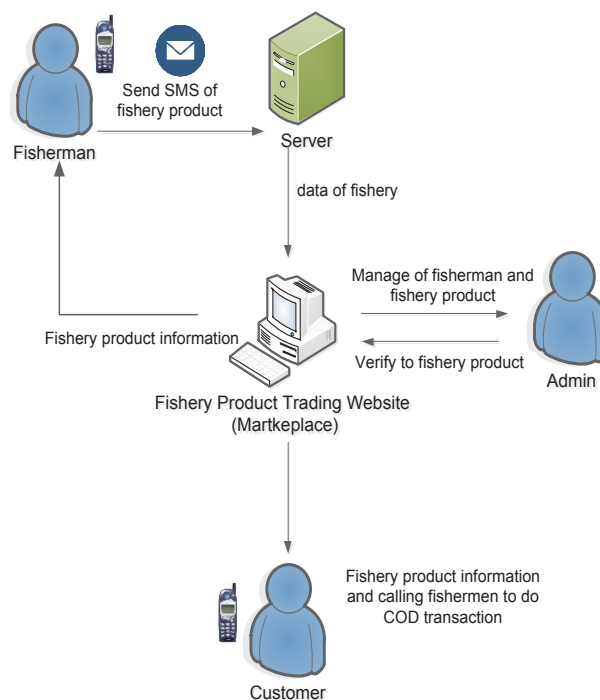 Send SMS of
fishery product
Fisherman
Server
data of fishery
Manage of fisherman and
fishery product
Fishery product information
Verify to fishery product
Admin
Fishery Product Trading Website
(Martkeplace)
Fishery product information
and calling fishermen to do
COD transaction
Customer